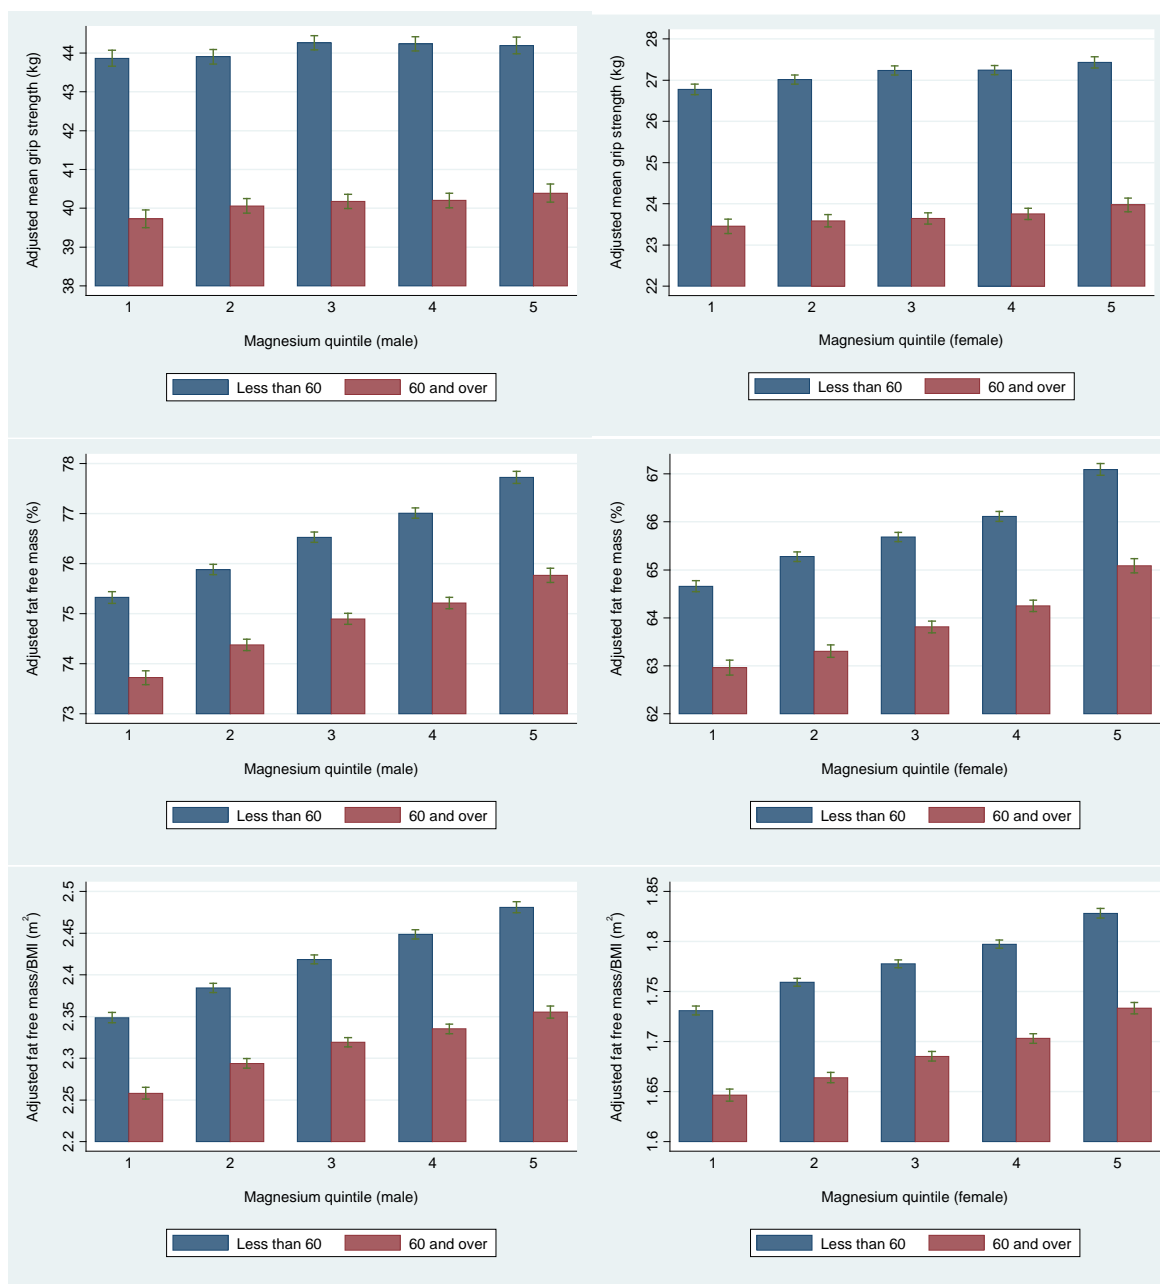 Adjusted mean grip strength (kg)
44
43
42
41
40
39
38
1 2 3 4 5
Magnesium quintile (male)
Less than 60 60 and over
Adjusted mean grip strength (kg)
28
27
26
25
24
23
22
1 2 3 4 5
Magnesium quintile (female)
Less than 60 60 and over
Adjusted fat free mass (%)
78
77
76
75
74
73
1 2 3 4 5
Magnesium quintile (male)
Less than 60 60 and over
Adjusted fat free mass (%)
67
66
65
64
63
62
1 2 3 4 5
Magnesium quintile (female)
Less than 60 60 and over
Adjusted fat free mass/BMI (m²)
2.5
2.45
2.4
2.35
2.3
2.25
2.2
1 2 3 4 5
Magnesium quintile (male)
Less than 60 60 and over
Adjusted fat free mass/BMI (m²)
1.85
1.8
1.75
1.7
1.65
1.6
1 2 3 4 5
Magnesium quintile (female)
Less than 60 60 and over